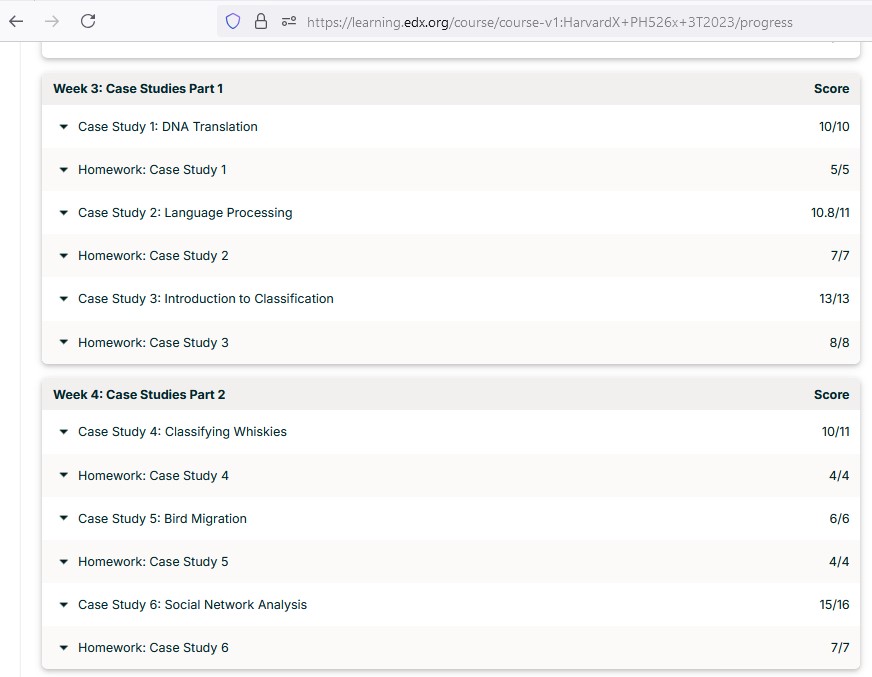 https://learning.edx.org/course/course-v1:HarvardX+PH526x+3T2023/progress
Week 3: Case Studies Part 1 Score
Case Study 1: DNA Translation 10/10
Homework: Case Study 1 5/5
Case Study 2: Language Processing 10.8/11
Homework: Case Study 2 7/7
Case Study 3: Introduction to Classification 13/13
Homework: Case Study 3 8/8
Week 4: Case Studies Part 2 Score
Case Study 4: Classifying Whiskies 10/11
Homework: Case Study 4 4/4
Case Study 5: Bird Migration 6/6
Homework: Case Study 5 4/4
Case Study 6: Social Network Analysis 15/16
Homework: Case Study 6 7/7